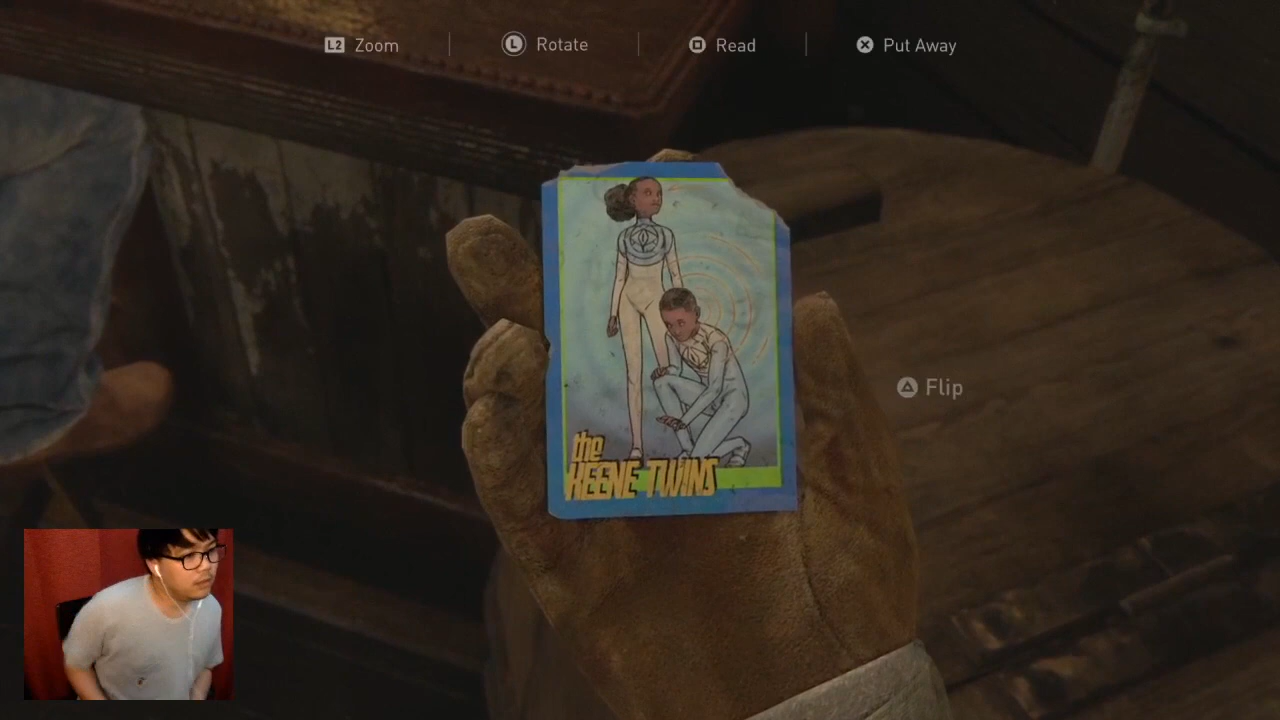 L2 Zoom
L Rotate
Read
Put Away
Flip
the
KEENE TWINS